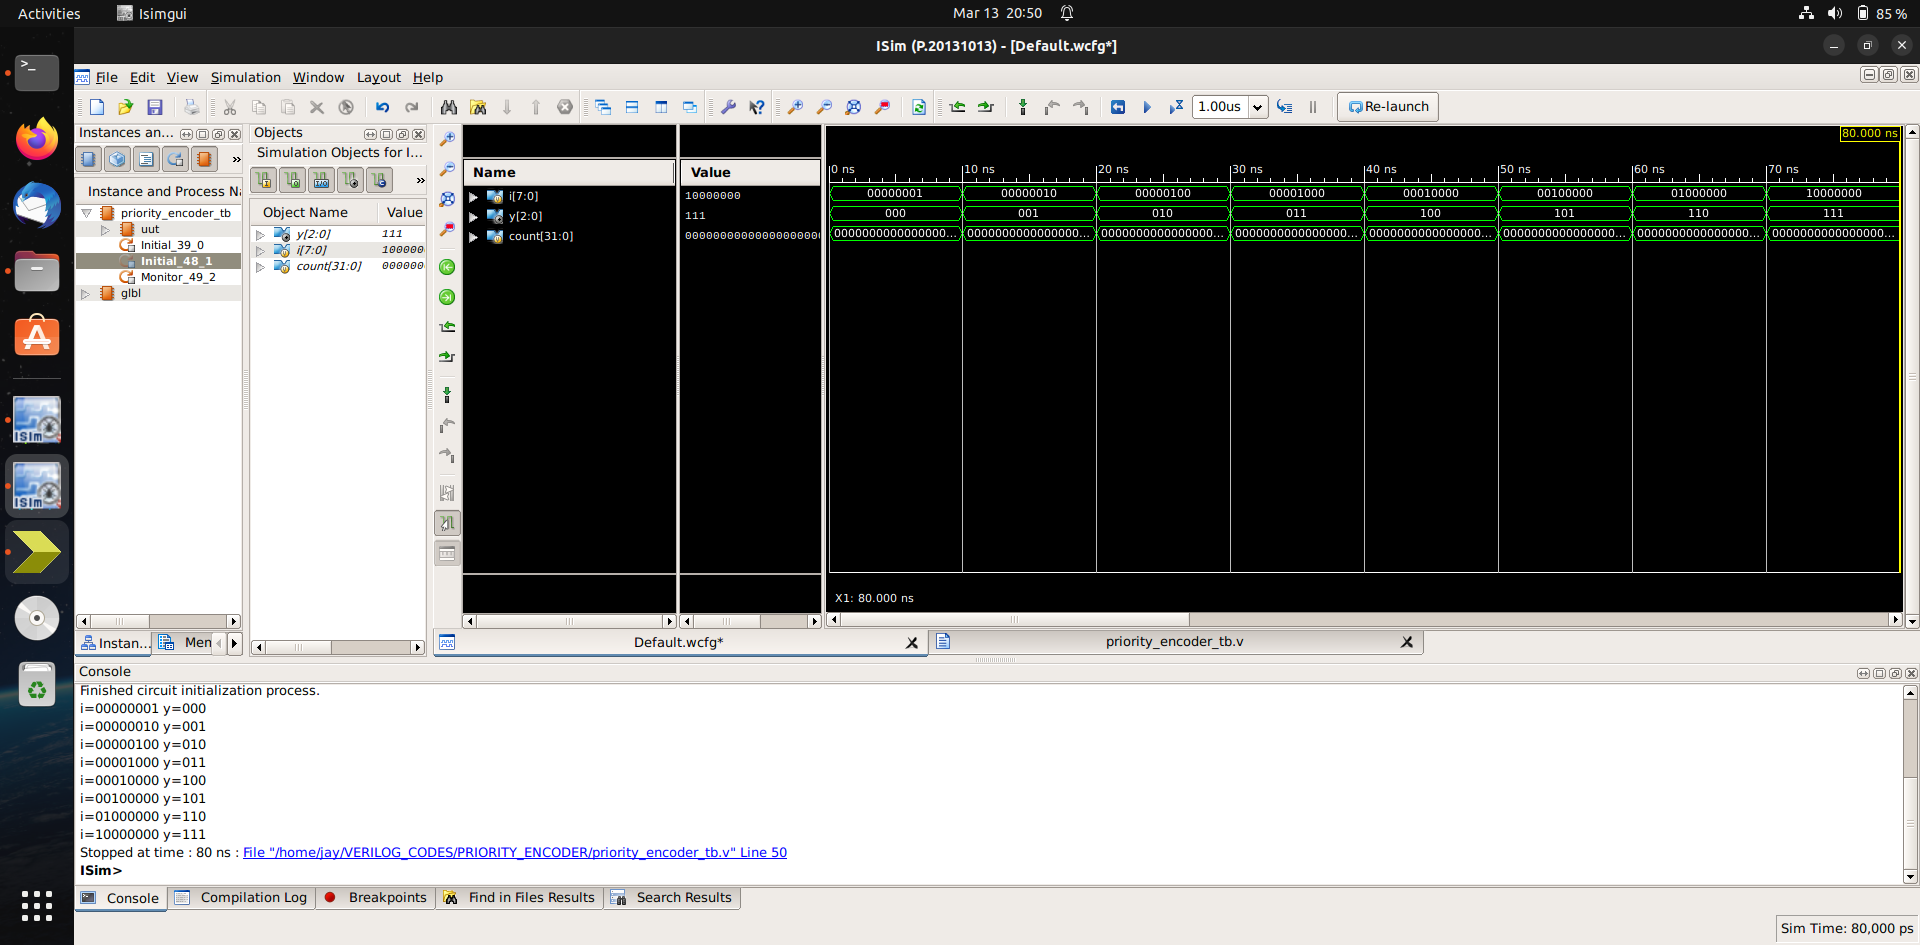 Activities Isimgui Mar 13 20:50 85 %
ISim (P.20131013) - [Default.wcfg*]
File Edit View Simulation Window Layout Help
1.00us Re-launch
Instances an... Objects
Simulation Objects for I...
Instance and Process Na
priority_encoder_tb
uut
Initial_39_0
Initial_48_1
Monitor_49_2
glbl
Instan... Men
Object Name Value
y[2:0] 111
i[7:0] 100000
count[31:0] 000000
Name Value
i[7:0] 10000000
y[2:0] 111
count[31:0] 0000000000000000000
80.000 ns
0 ns 10 ns 20 ns 30 ns 40 ns 50 ns 60 ns 70 ns
00000001 00000010 00000100 00001000 00010000 00100000 01000000 10000000
000 001 010 011 100 101 110 111
0000000000000000... 0000000000000000... 0000000000000000... 0000000000000000... 0000000000000000... 0000000000000000... 0000000000000000... 0000000000000000...
X1: 80.000 ns
Default.wcfg* priority_encoder_tb.v
Console
Finished circuit initialization process.
i=00000001 y=000
i=00000010 y=001
i=00000100 y=010
i=00001000 y=011
i=00010000 y=100
i=00100000 y=101
i=01000000 y=110
i=10000000 y=111
Stopped at time : 80 ns : File "/home/jay/VERILOG_CODES/PRIORITY_ENCODER/priority_encoder_tb.v" Line 50
ISim>
Console Compilation Log Breakpoints Find in Files Results Search Results
Sim Time: 80,000 ps
ISim
ISim